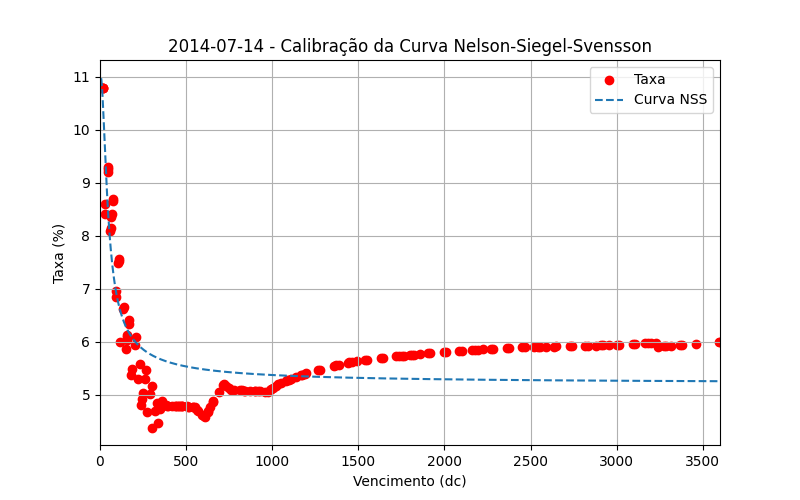 2014-07-14 - Calibração da Curva Nelson-Siegel-Svensson
Taxa
Curva NSS
Taxa (%)
11
10
9
8
7
6
5
0 500 1000 1500 2000 2500 3000 3500
Vencimento (dc)